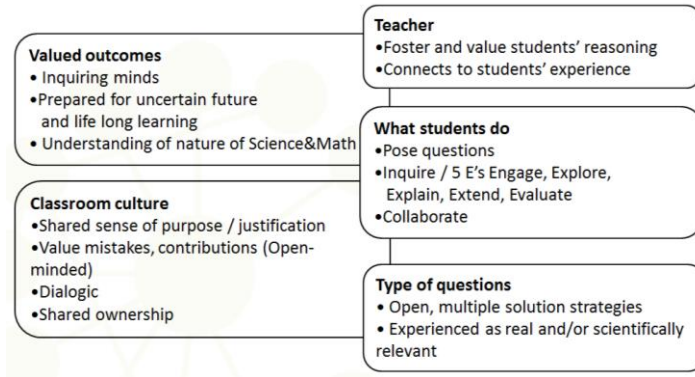 Valued outcomes
• Inquiring minds
•Prepared for uncertain future
and life long learning
• Understanding of nature of Science&Math
Classroom culture
•Shared sense of purpose / justification
•Value mistakes, contributions (Open-
minded)
•Dialogic
•Shared ownership
Teacher
•Foster and value students’ reasoning
•Connects to students’ experience
What students do
•Pose questions
•Inquire / 5 E’s Engage, Explore,
Explain, Extend, Evaluate
•Collaborate
Type of questions
• Open, multiple solution strategies
• Experienced as real and/or scientifically
relevant